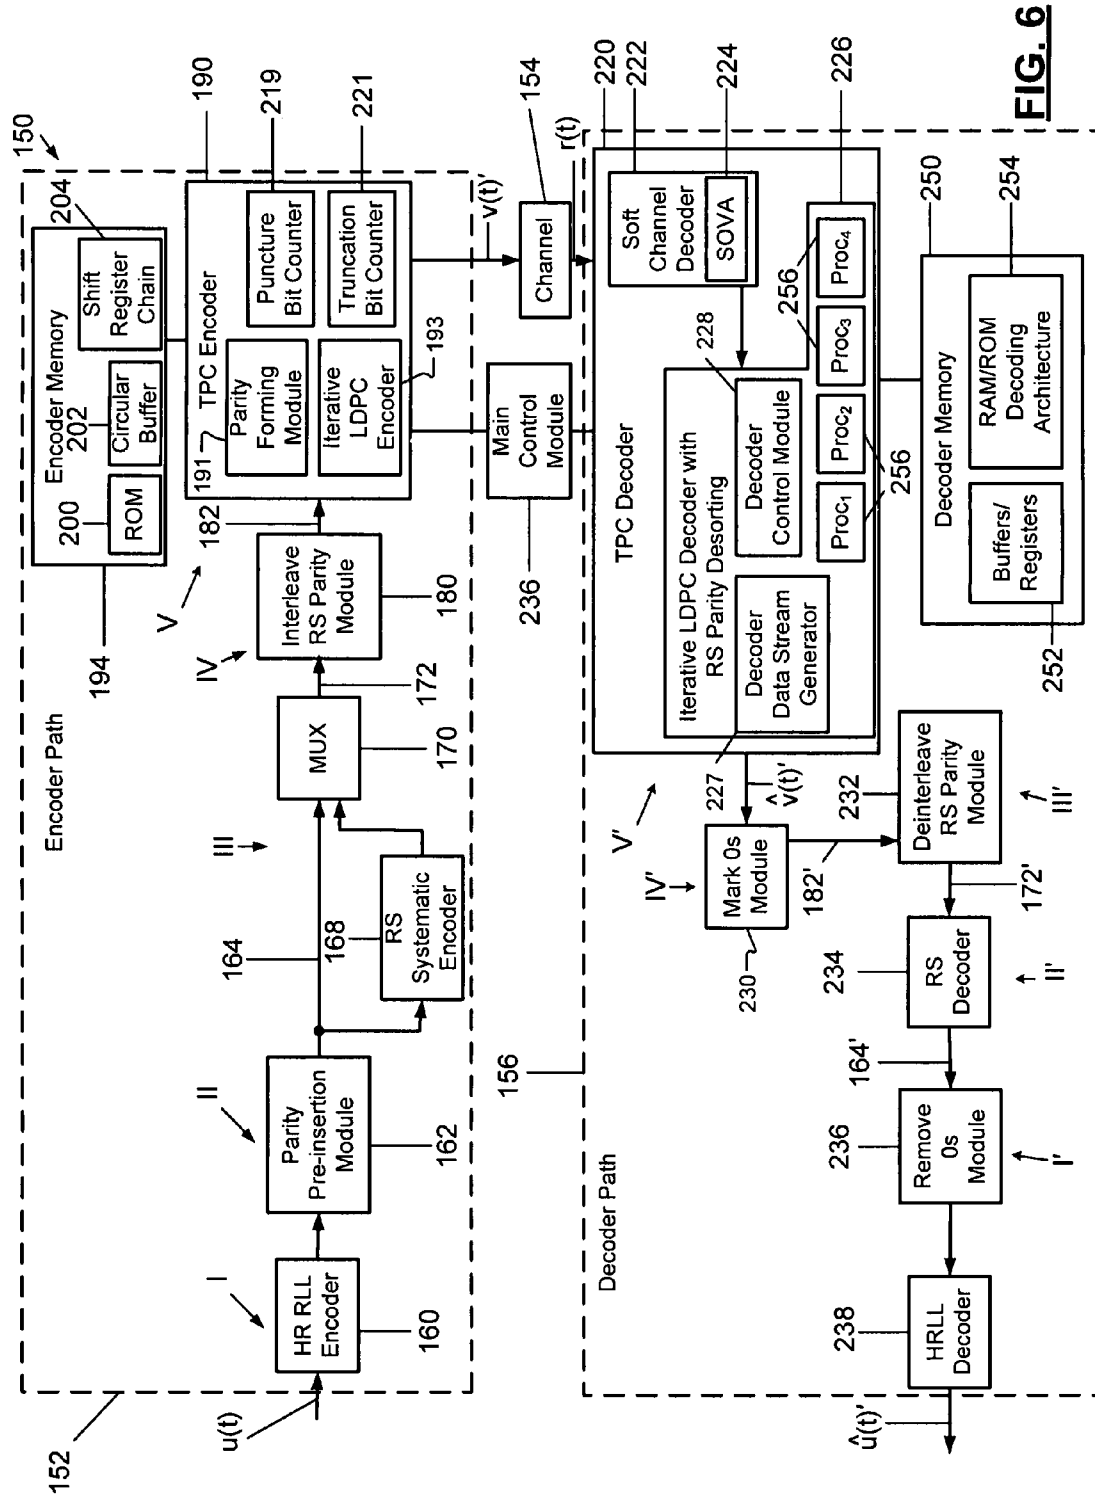 150
152
Encoder Path
194
Encoder Memory
200
ROM
202
Circular
Buffer
204
Shift
Register
Chain
u(t)
I
HR RLL
Encoder
160
II
Parity
Pre-insertion
Module
162
164
168
RS
Systematic
Encoder
III
MUX
170
172
IV
Interleave
RS Parity
Module
180
V
182
TPC Encoder
190
191
Parity
Forming
Module
Puncture
Bit Counter
219
Iterative
LDPC
Encoder
193
Truncation
Bit Counter
221
v(t)'
Main
Control
Module
236
Channel
154
r(t)
156
Decoder Path
TPC Decoder
220
Soft
Channel
Decoder
222
SOVA
224
Iterative LDPC Decoder with
RS Parity Desorting
226
Decoder
Data Stream
Generator
227
Decoder
Control Module
228
Proc1
Proc2
Proc3
Proc4
256
256
Decoder Memory
250
Buffers/
Registers
252
RAM/ROM
Decoding
Architecture
254
V'
v̂(t)'
IV'
Mark 0s
Module
230
182'
232
Deinterleave
RS Parity
Module
III'
172'
234
RS
Decoder
II'
164'
236
Remove
0s
Module
I'
238
HRLL
Decoder
û(t)'
FIG. 6